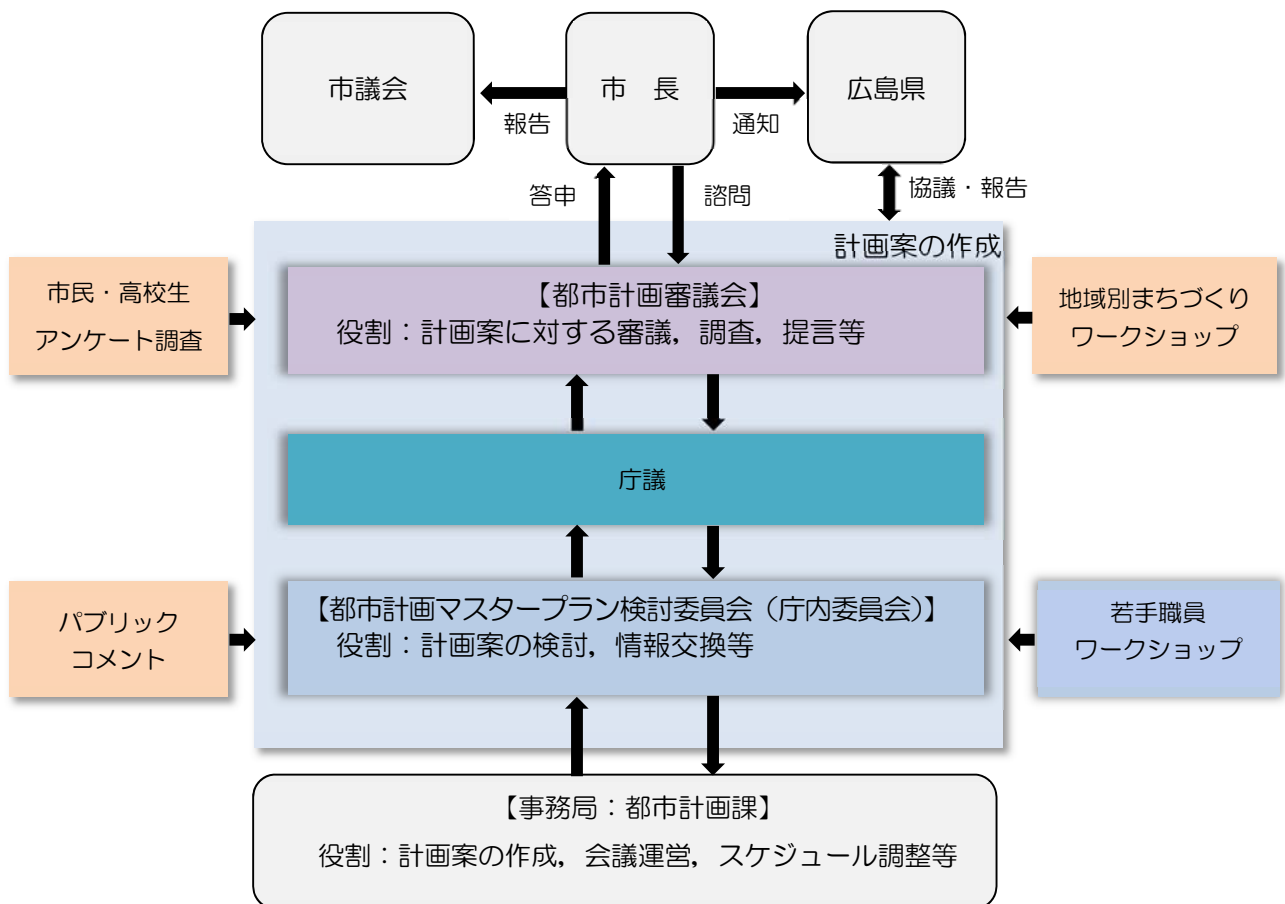 市議会
市　長
広島県
報告
通知
答申
諮問
協議・報告
計画案の作成
市民・高校生
アンケート調査
【都市計画審議会】
役割：計画案に対する審議，調査，提言等
地域別まちづくり
ワークショップ
庁議
パブリック
コメント
【都市計画マスタープラン検討委員会（庁内委員会）】
役割：計画案の検討，情報交換等
若手職員
ワークショップ
【事務局：都市計画課】
役割：計画案の作成，会議運営，スケジュール調整等